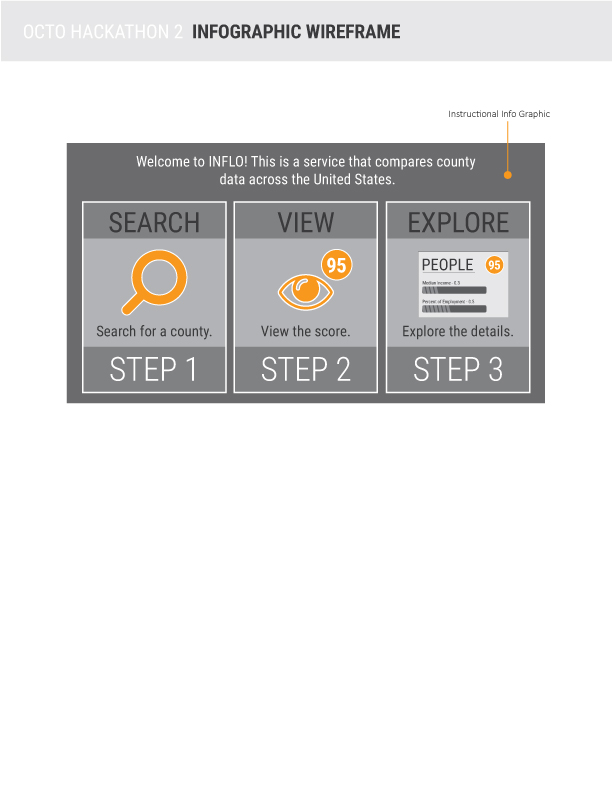 OCTO HACKATHON 2 INFOGRAPHIC WIREFRAME
Instructional Info Graphic
Welcome to INFLO! This is a service that compares county
data across the United States.
SEARCH
Search for a county.
STEP 1
VIEW
95
View the score.
STEP 2
EXPLORE
PEOPLE 95
Median Income - 0.5
Percent of Employment - 0.5
Explore the details.
STEP 3